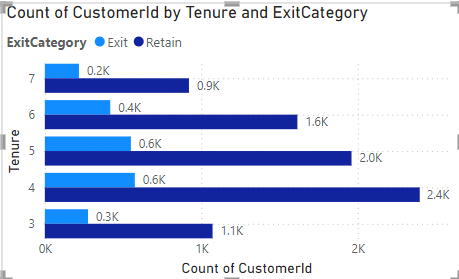 Count of CustomerId by Tenure and ExitCategory
ExitCategory Exit Retain
7 0.2K
0.9K
6 0.4K
1.6K
5 0.6K
2.0K
4 0.6K
2.4K
3 0.3K
1.1K
Tenure
0K 1K 2K
Count of CustomerId